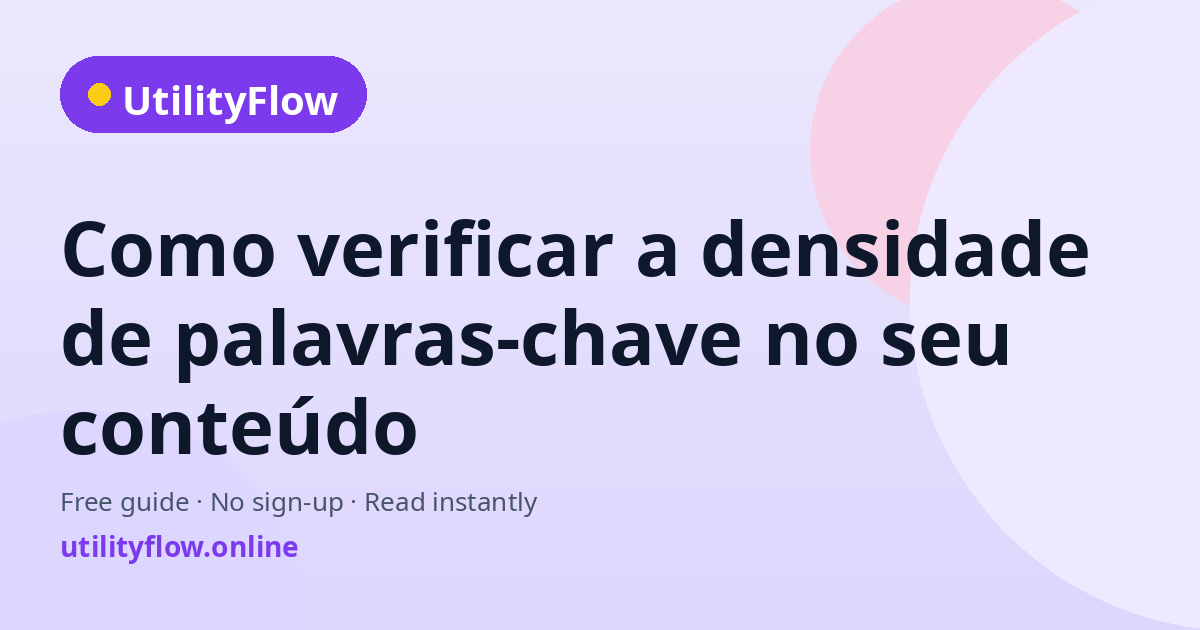 UtilityFlow
Como verificar a densidade
de palavras-chave no seu
conteúdo
Free guide · No sign-up · Read instantly
utilityflow.online